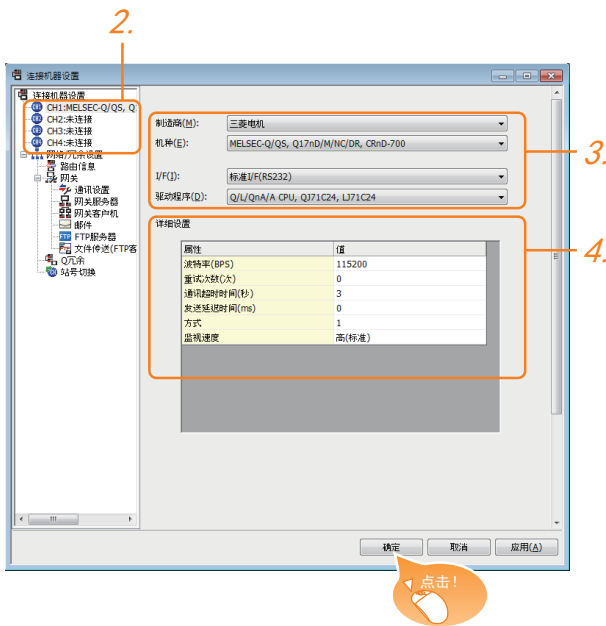 2.
连接机器设置
连接机器设置
CH1:MELSEC-Q/QS, Q
CH2:未连接
CH3:未连接
CH4:未连接
网络/冗余设置
路由信息
网关
通讯设置
网关服务器
网关客户机
邮件
FTP服务器
文件传送(FTP客
Q冗余
站号切换
制造商(M):
三菱电机
机种(E):
MELSEC-Q/QS, Q17nD/M/NC/DR, CRnD-700
3.
I/F(I):
标准I/F(RS232)
驱动程序(D):
Q/L/QnA/A CPU, QJ71C24, LJ71C24
详细设置
4.
属性 值
波特率(BPS) 115200
重试次数(次) 0
通讯超时时间(秒) 3
发送延迟时间(ms) 0
方式 1
监视速度 高(标准)
确定 取消 应用(A)
点击!